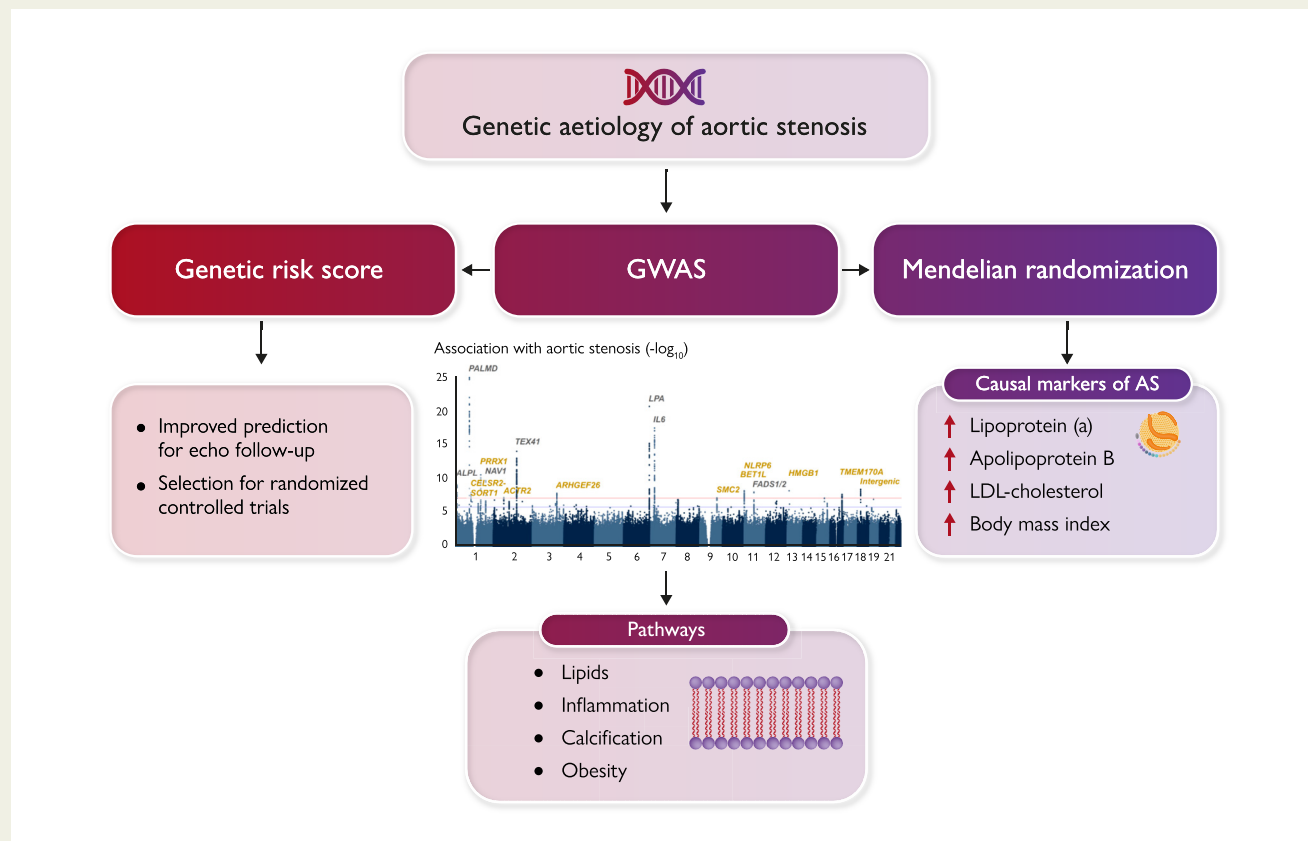 Genetic aetiology of aortic stenosis
Genetic risk score
GWAS
Mendelian randomization
● Improved prediction
for echo follow-up
● Selection for randomized
controlled trials
Association with aortic stenosis (-log10)
25
20
15
10
5
0
PALMD
LPA
IL6
TEX41
PRRX1
NAV1
ALPL
CELSR2-
SORT1
ACTR2
ARHGEF26
NLRP6
BET1L
SMC2
FADS1/2
HMGB1
TMEM170A
Intergenic
1 2 3 4 5 6 7 8 9 10 11 12 13 14 15 16 17 18 19 21
Causal markers of AS
Lipoprotein (a)
Apolipoprotein B
LDL-cholesterol
Body mass index
Pathways
● Lipids
● Inflammation
● Calcification
● Obesity